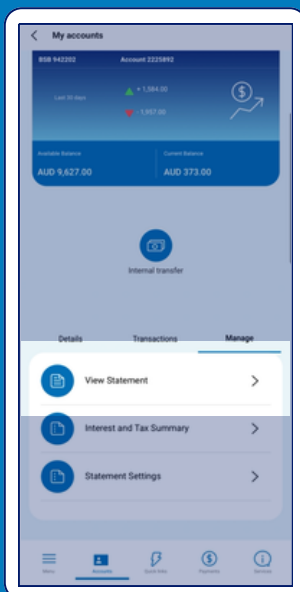 My accounts
BSB 942202 Account 2225892
Last 30 days + 1,584.00
- 1,957.00
Available Balance Current Balance
AUD 9,627.00 AUD 373.00
Internal transfer
Details Transactions Manage
View Statement
Interest and Tax Summary
Statement Settings
Menu Accounts Quick links Payments Services